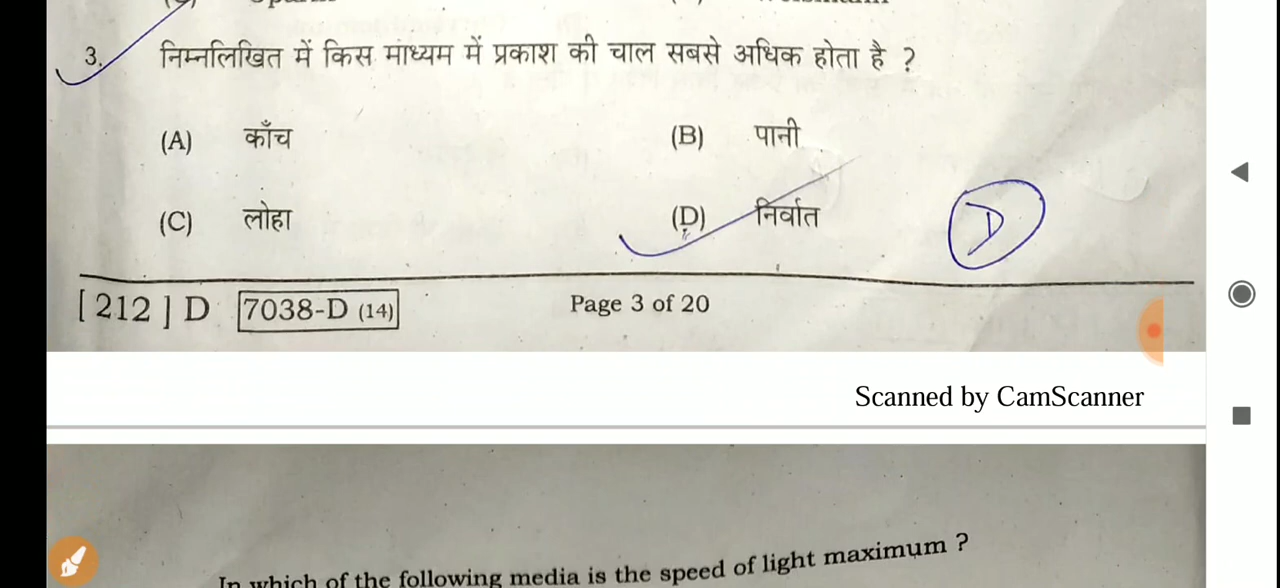 3. निम्नलिखित में किस माध्यम में प्रकाश की चाल सबसे अधिक होता है ?
(A) काँच (B) पानी
(C) लोहा (D) निर्वात D
[ 212 ] D 7038-D (14) Page 3 of 20
Scanned by CamScanner
In which of the following media is the speed of light maximum ?